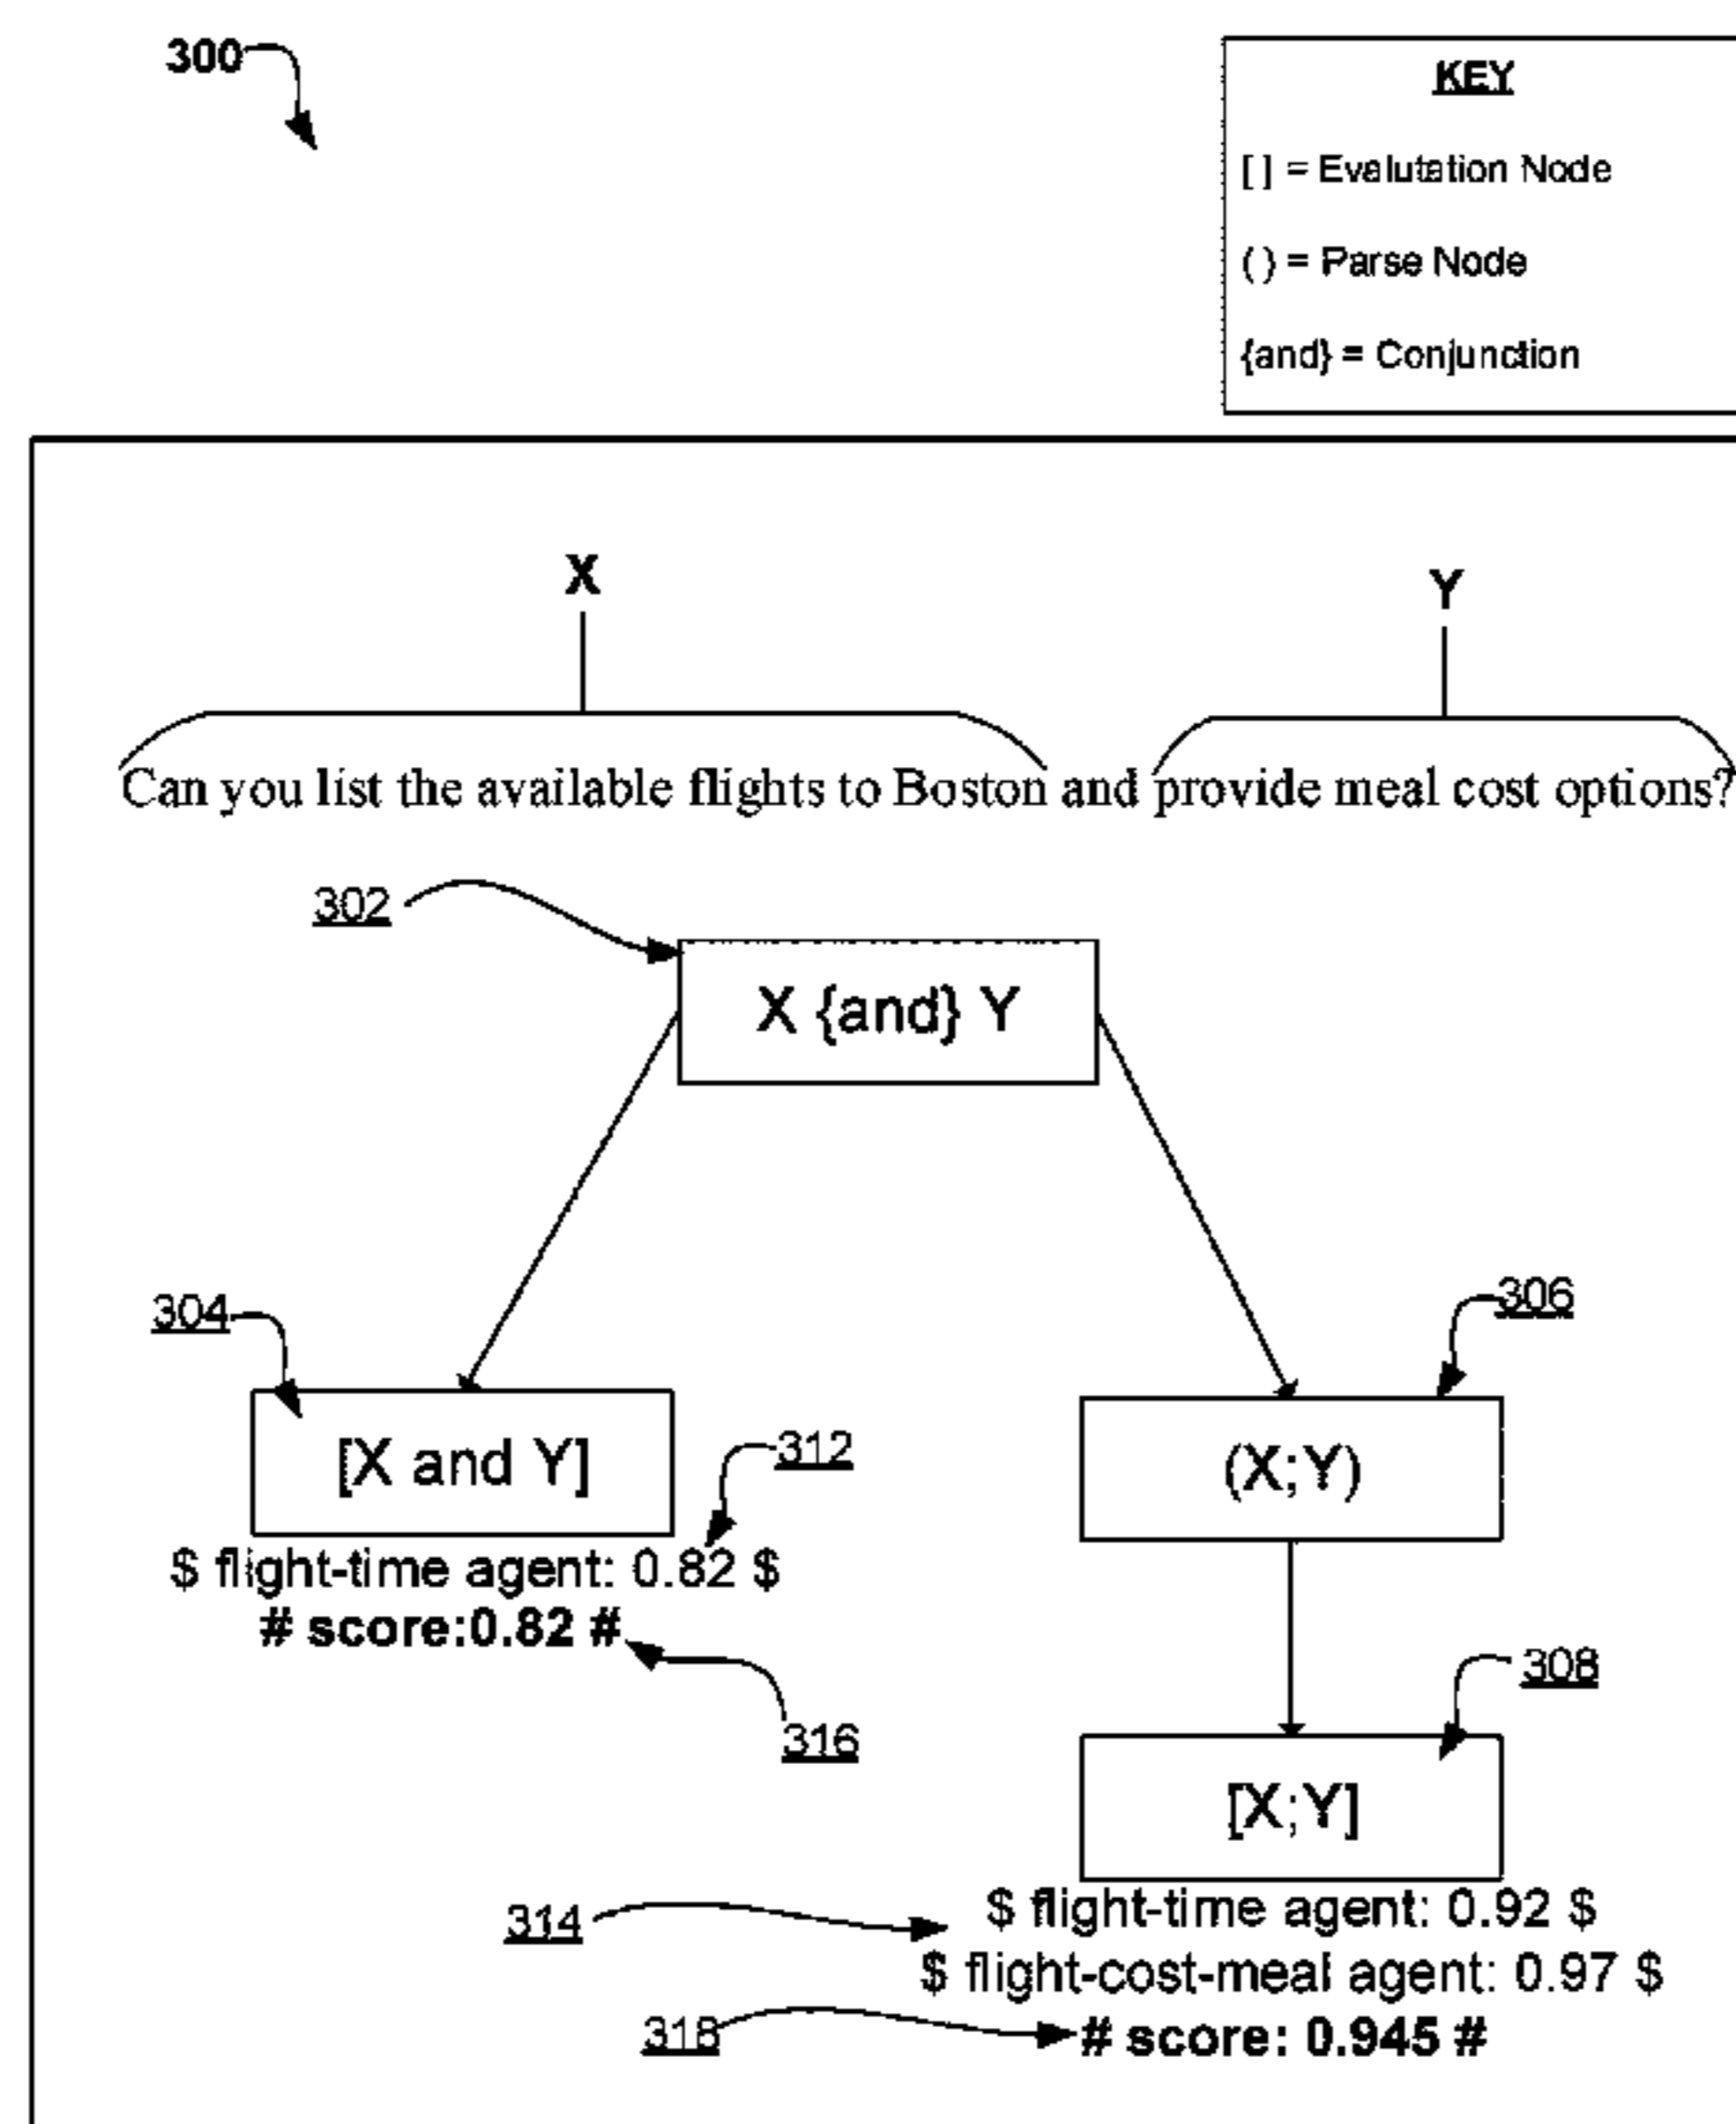 300
KEY
[ ] = Evalutation Node
( ) = Parse Node
{and} = Conjunction
X
Y
Can you list the available flights to Boston and provide meal cost options?
302
X {and} Y
304
306
[X and Y]
312
(X;Y)
$ flight-time agent: 0.82 $
# score:0.82 #
316
308
[X;Y]
314
$ flight-time agent: 0.92 $
$ flight-cost-meal agent: 0.97 $
318
# score: 0.945 #